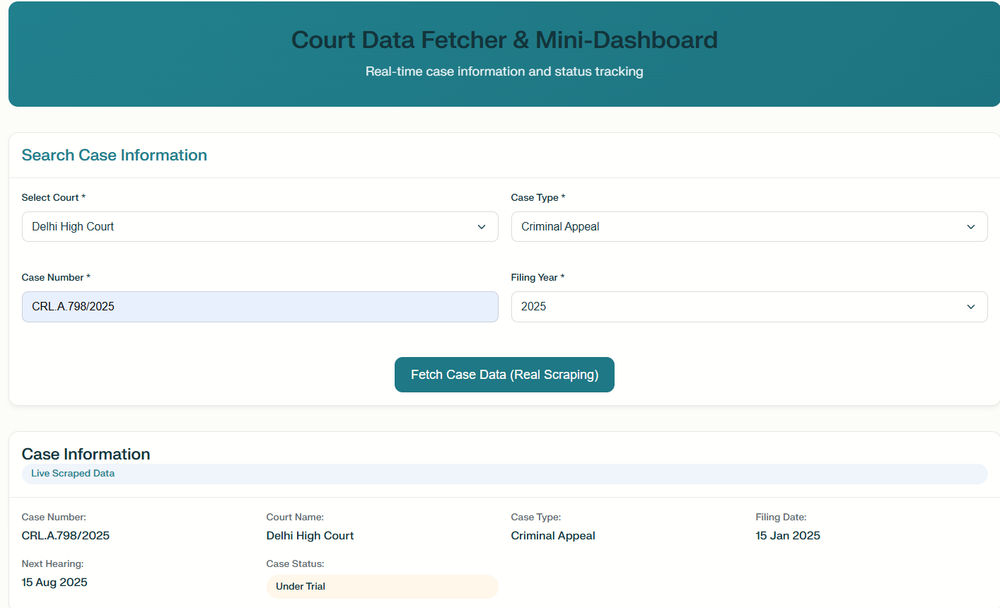 Court Data Fetcher & Mini-Dashboard
Real-time case information and status tracking
Search Case Information
Select Court *
Delhi High Court
Case Type *
Criminal Appeal
Case Number *
CRL.A.798/2025
Filing Year *
2025
Fetch Case Data (Real Scraping)
Case Information
Live Scraped Data
Case Number:
CRL.A.798/2025
Court Name:
Delhi High Court
Case Type:
Criminal Appeal
Filing Date:
15 Jan 2025
Next Hearing:
15 Aug 2025
Case Status:
Under Trial